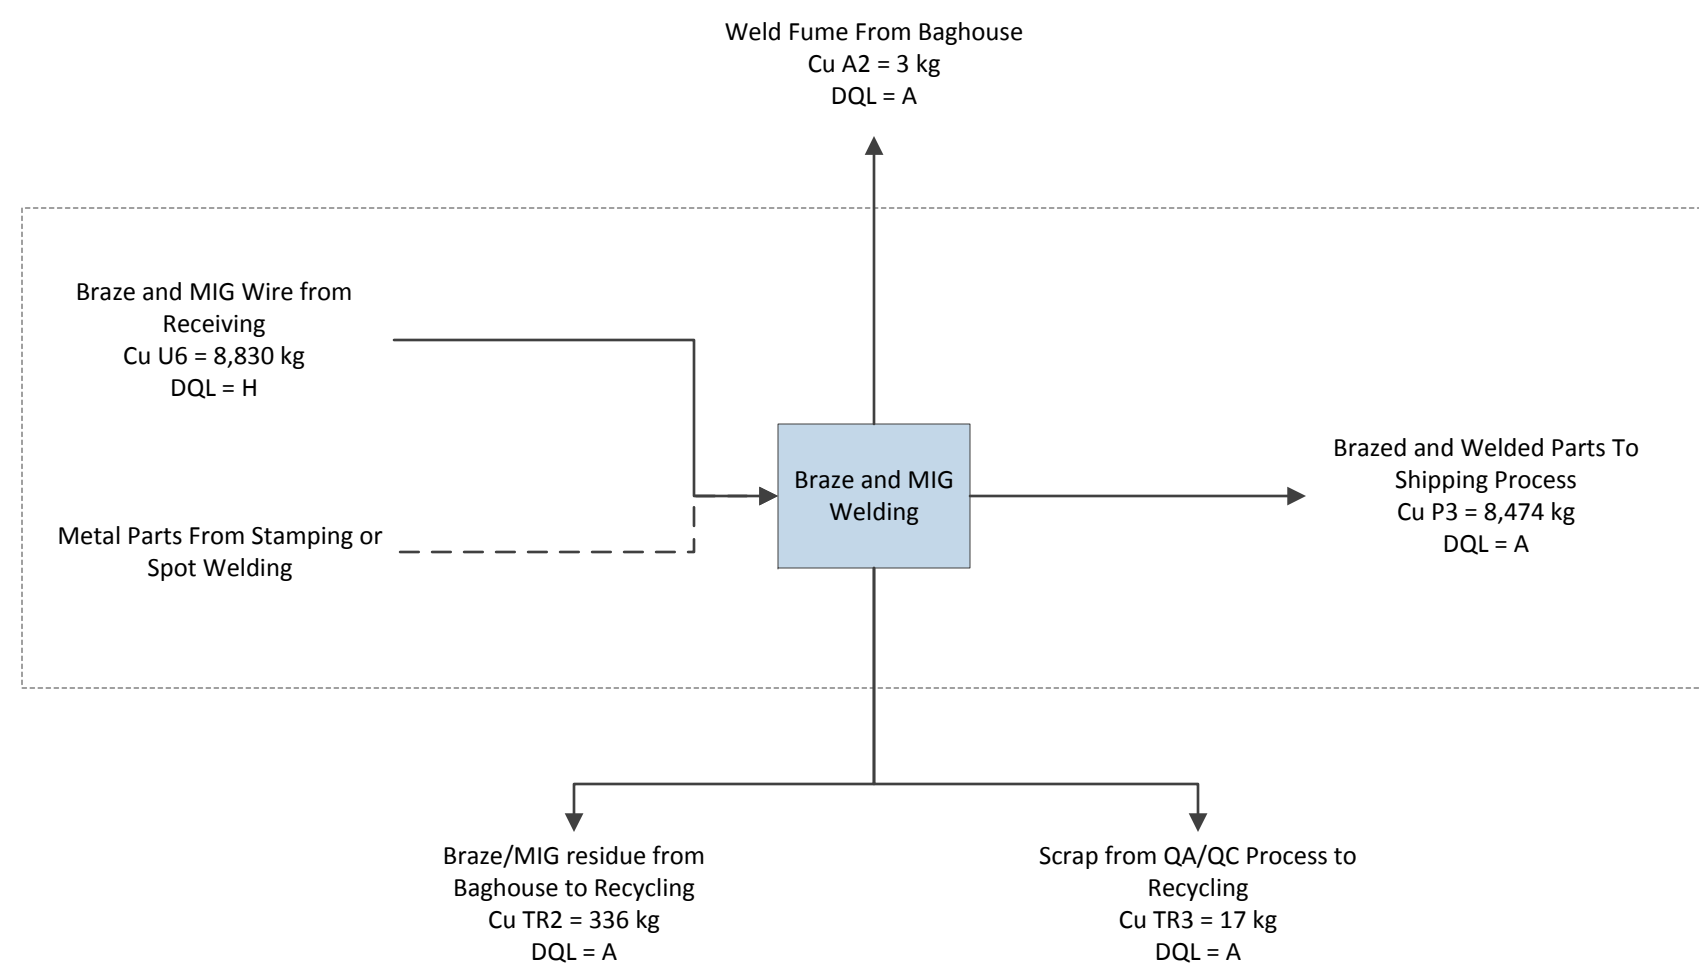 Weld Fume From Baghouse
Cu A2 = 3 kg
DQL = A
Braze and MIG Wire from
Receiving
Cu U6 = 8,830 kg
DQL = H
Metal Parts From Stamping or
Spot Welding
Braze and MIG
Welding
Brazed and Welded Parts To
Shipping Process
Cu P3 = 8,474 kg
DQL = A
Braze/MIG residue from
Baghouse to Recycling
Cu TR2 = 336 kg
DQL = A
Scrap from QA/QC Process to
Recycling
Cu TR3 = 17 kg
DQL = A